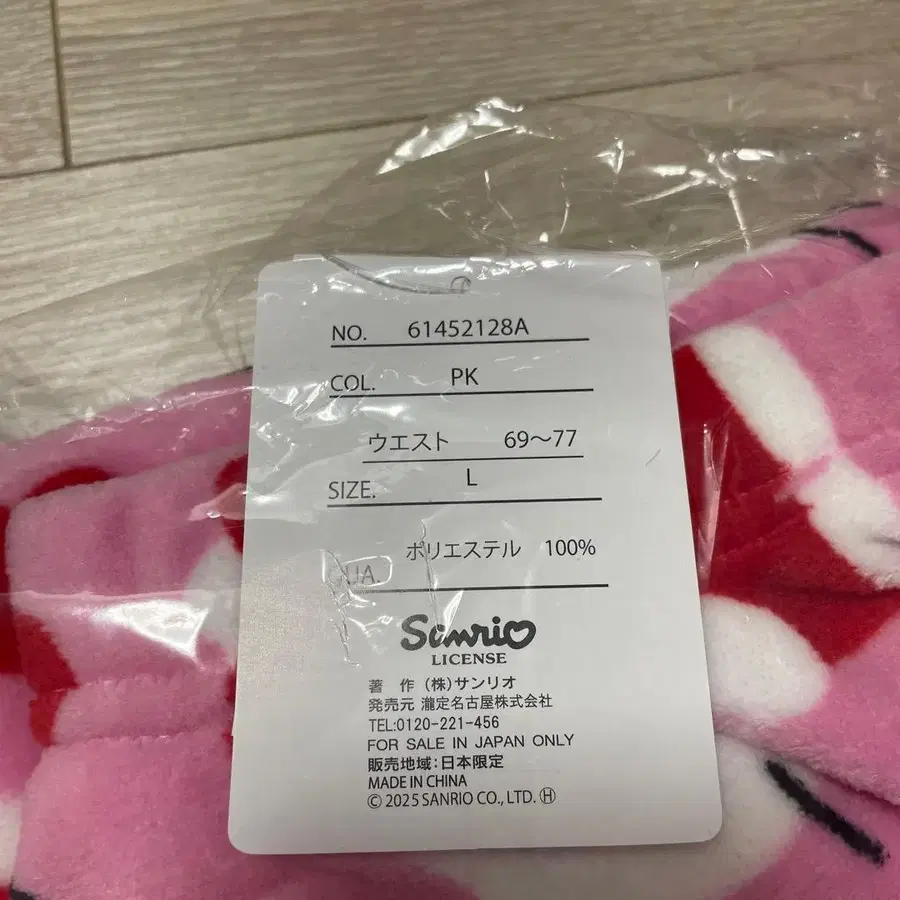 NO. 61452128A
COL. PK
ウエスト 69～77
SIZE. L
ポリエステル 100%
QUA.
Sanrio
LICENSE
著 作 (株)サンリオ
発売元 瀧定名古屋株式会社
TEL:0120-221-456
FOR SALE IN JAPAN ONLY
販売地域:日本限定
MADE IN CHINA
© 2025 SANRIO CO., LTD. Ⓗ